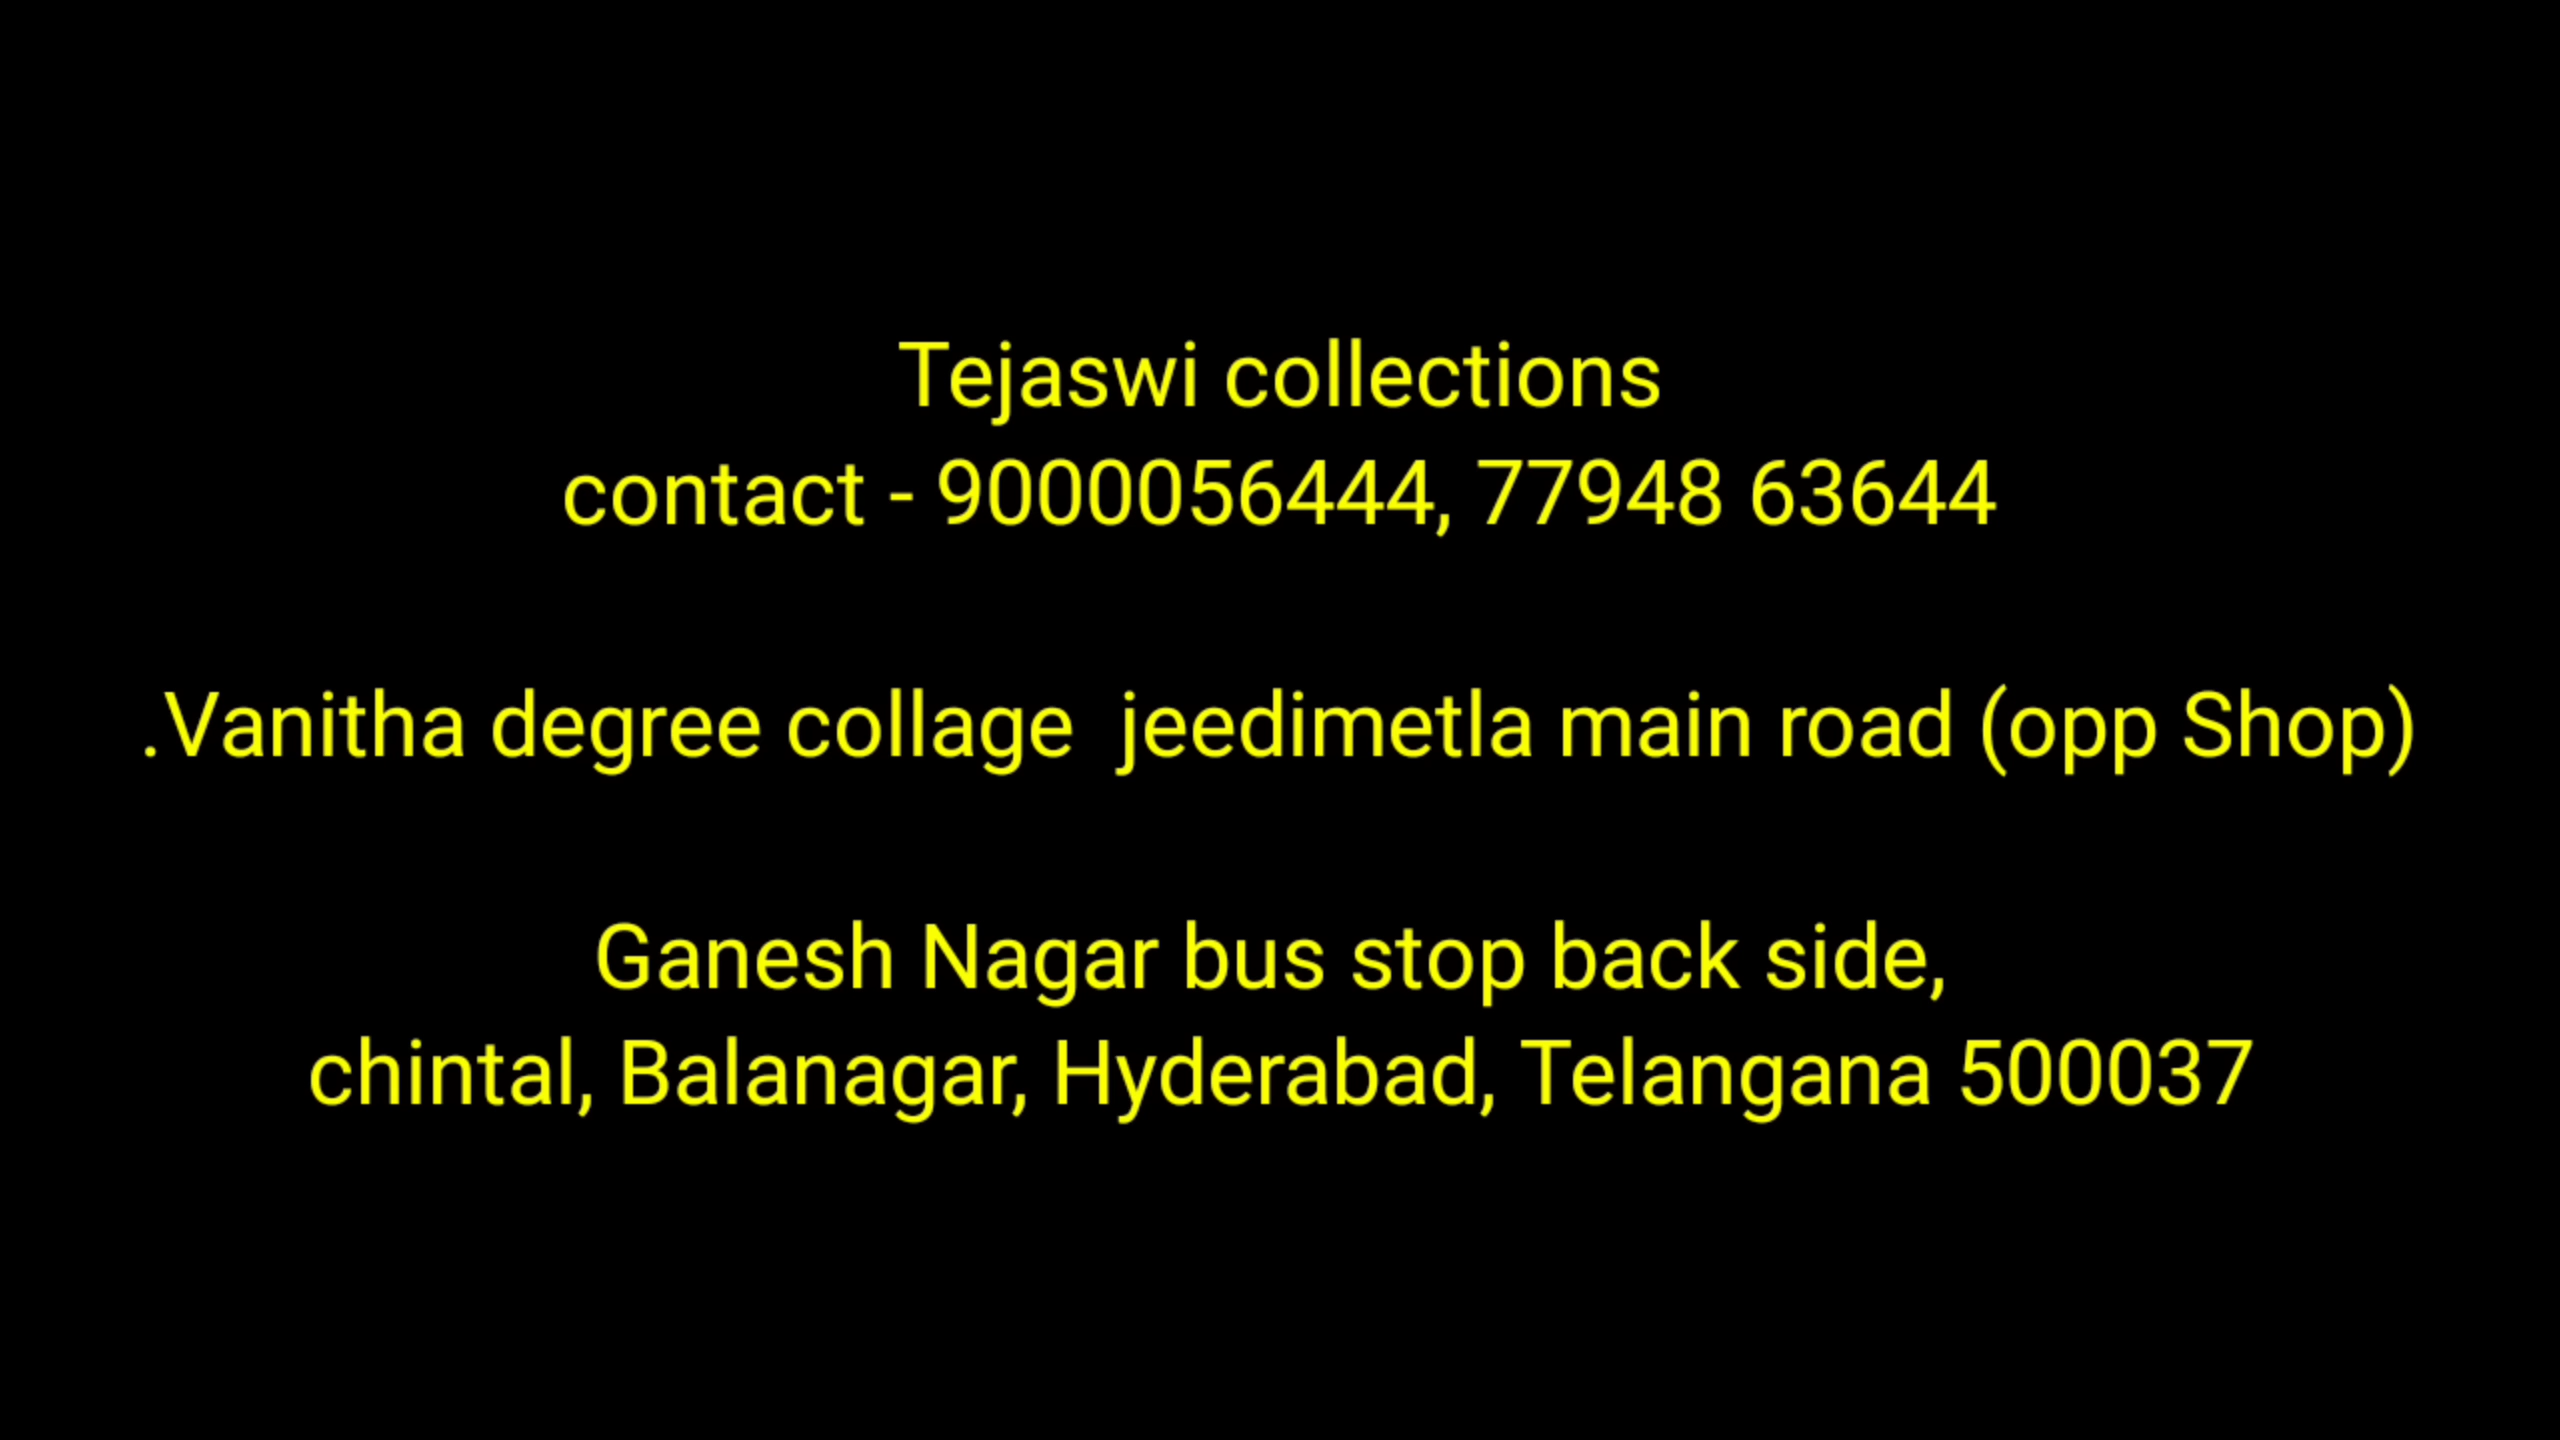 Tejaswi collections
contact - 9000056444, 77948 63644
.Vanitha degree collage  jeedimetla main road (opp Shop)
Ganesh Nagar bus stop back side,
chintal, Balanagar, Hyderabad, Telangana 500037